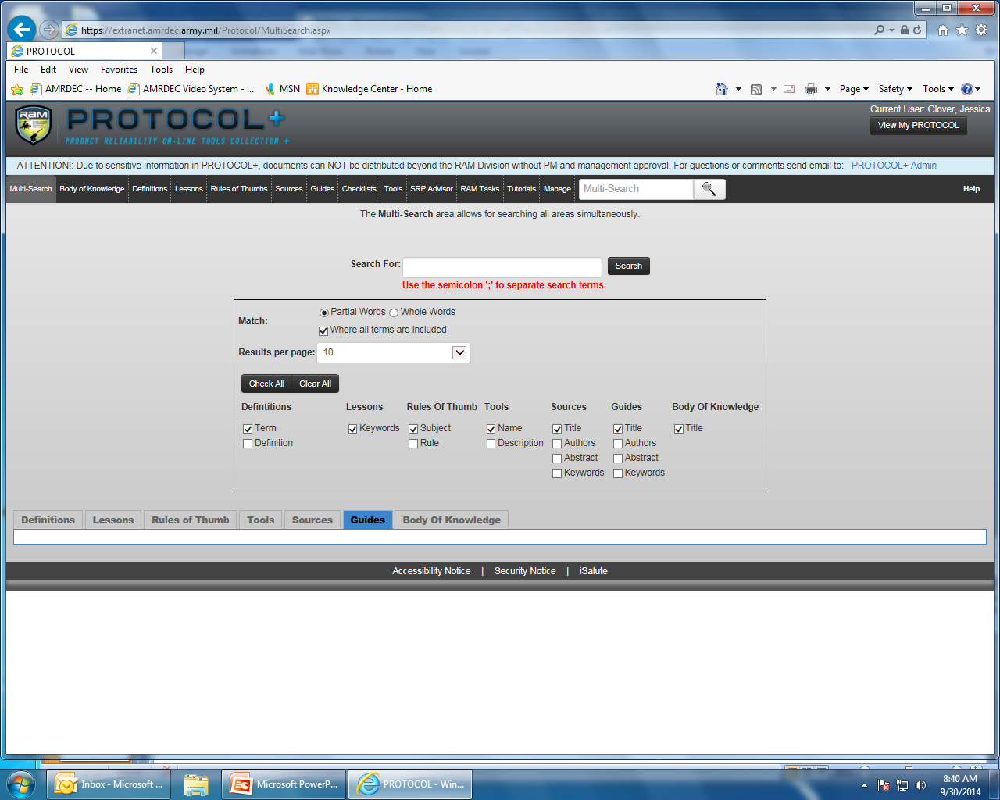 https://extranet.amrdec.army.mil/Protocol/MultiSearch.aspx
PROTOCOL
File Edit View Favorites Tools Help
AMRDEC -- Home AMRDEC Video System - ... MSN Knowledge Center - Home Page Safety Tools
RAM PROTOCOL+
PRODUCT RELIABILITY ON-LINE TOOLS COLLECTION +
Current User: Glover, Jessica
View My PROTOCOL
ATTENTION!: Due to sensitive information in PROTOCOL+, documents can NOT be distributed beyond the RAM Division without PM and management approval. For questions or comments send email to: PROTOCOL+ Admin
Multi-Search Body of Knowledge Definitions Lessons Rules of Thumbs Sources Guides Checklists Tools SRP Advisor RAM Tasks Tutorials Manage Multi-Search Help
The Multi-Search area allows for searching all areas simultaneously.
Search For: Search
Use the semicolon ';' to separate search terms.
Match: Partial Words Whole Words
Where all terms are included
Results per page: 10
Check All Clear All
Defintitions Lessons Rules Of Thumb Tools Sources Guides Body Of Knowledge
Term Keywords Subject Name Title Title Title
Definition Rule Description Authors Authors
Abstract Abstract
Keywords Keywords
Definitions Lessons Rules of Thumb Tools Sources Guides Body Of Knowledge
Accessibility Notice | Security Notice | iSalute
Inbox - Microsoft ... Microsoft PowerP... PROTOCOL - Win... 8:40 AM
9/30/2014